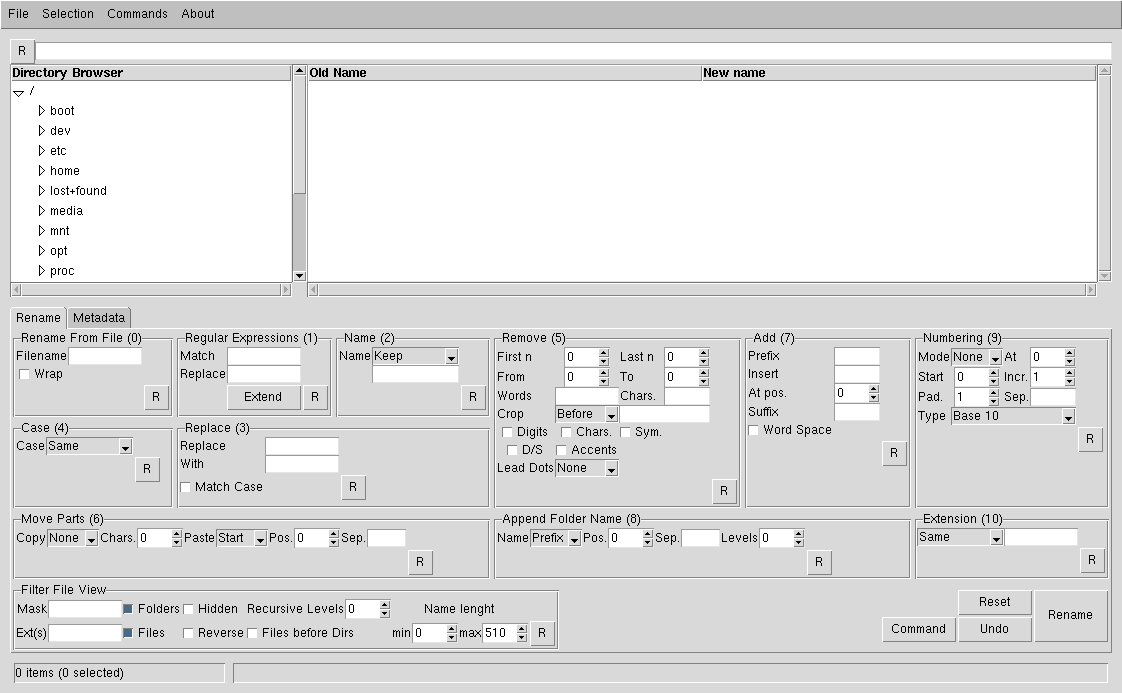 File Selection Commands About
R
Directory Browser Old Name New name
/
boot
dev
etc
home
lost+found
media
mnt
opt
proc
Rename Metadata
Rename From File (0) Regular Expressions (1) Name (2) Remove (5) Add (7) Numbering (9)
Filename Match Name Keep First n 0 Last n 0 Prefix Mode None At 0
Wrap Replace From 0 To 0 Insert Start 0 Incr. 1
R Extend R R Words Chars. At pos. 0 Pad. 1 Sep.
Crop Before Suffix Type Base 10
Case (4) Replace (3) Digits Chars. Sym. Word Space R
Case Same Replace D/S Accents R
R With Lead Dots None
Match Case R R
Move Parts (6) Append Folder Name (8) Extension (10)
Copy None Chars. 0 Paste Start Pos. 0 Sep. Name Prefix Pos. 0 Sep. Levels 0 Same
R R R
Filter File View
Mask Folders Hidden Recursive Levels 0 Name lenght Reset Rename
Ext(s) Files Reverse Files before Dirs min 0 max 510 R Command Undo
0 items (0 selected)